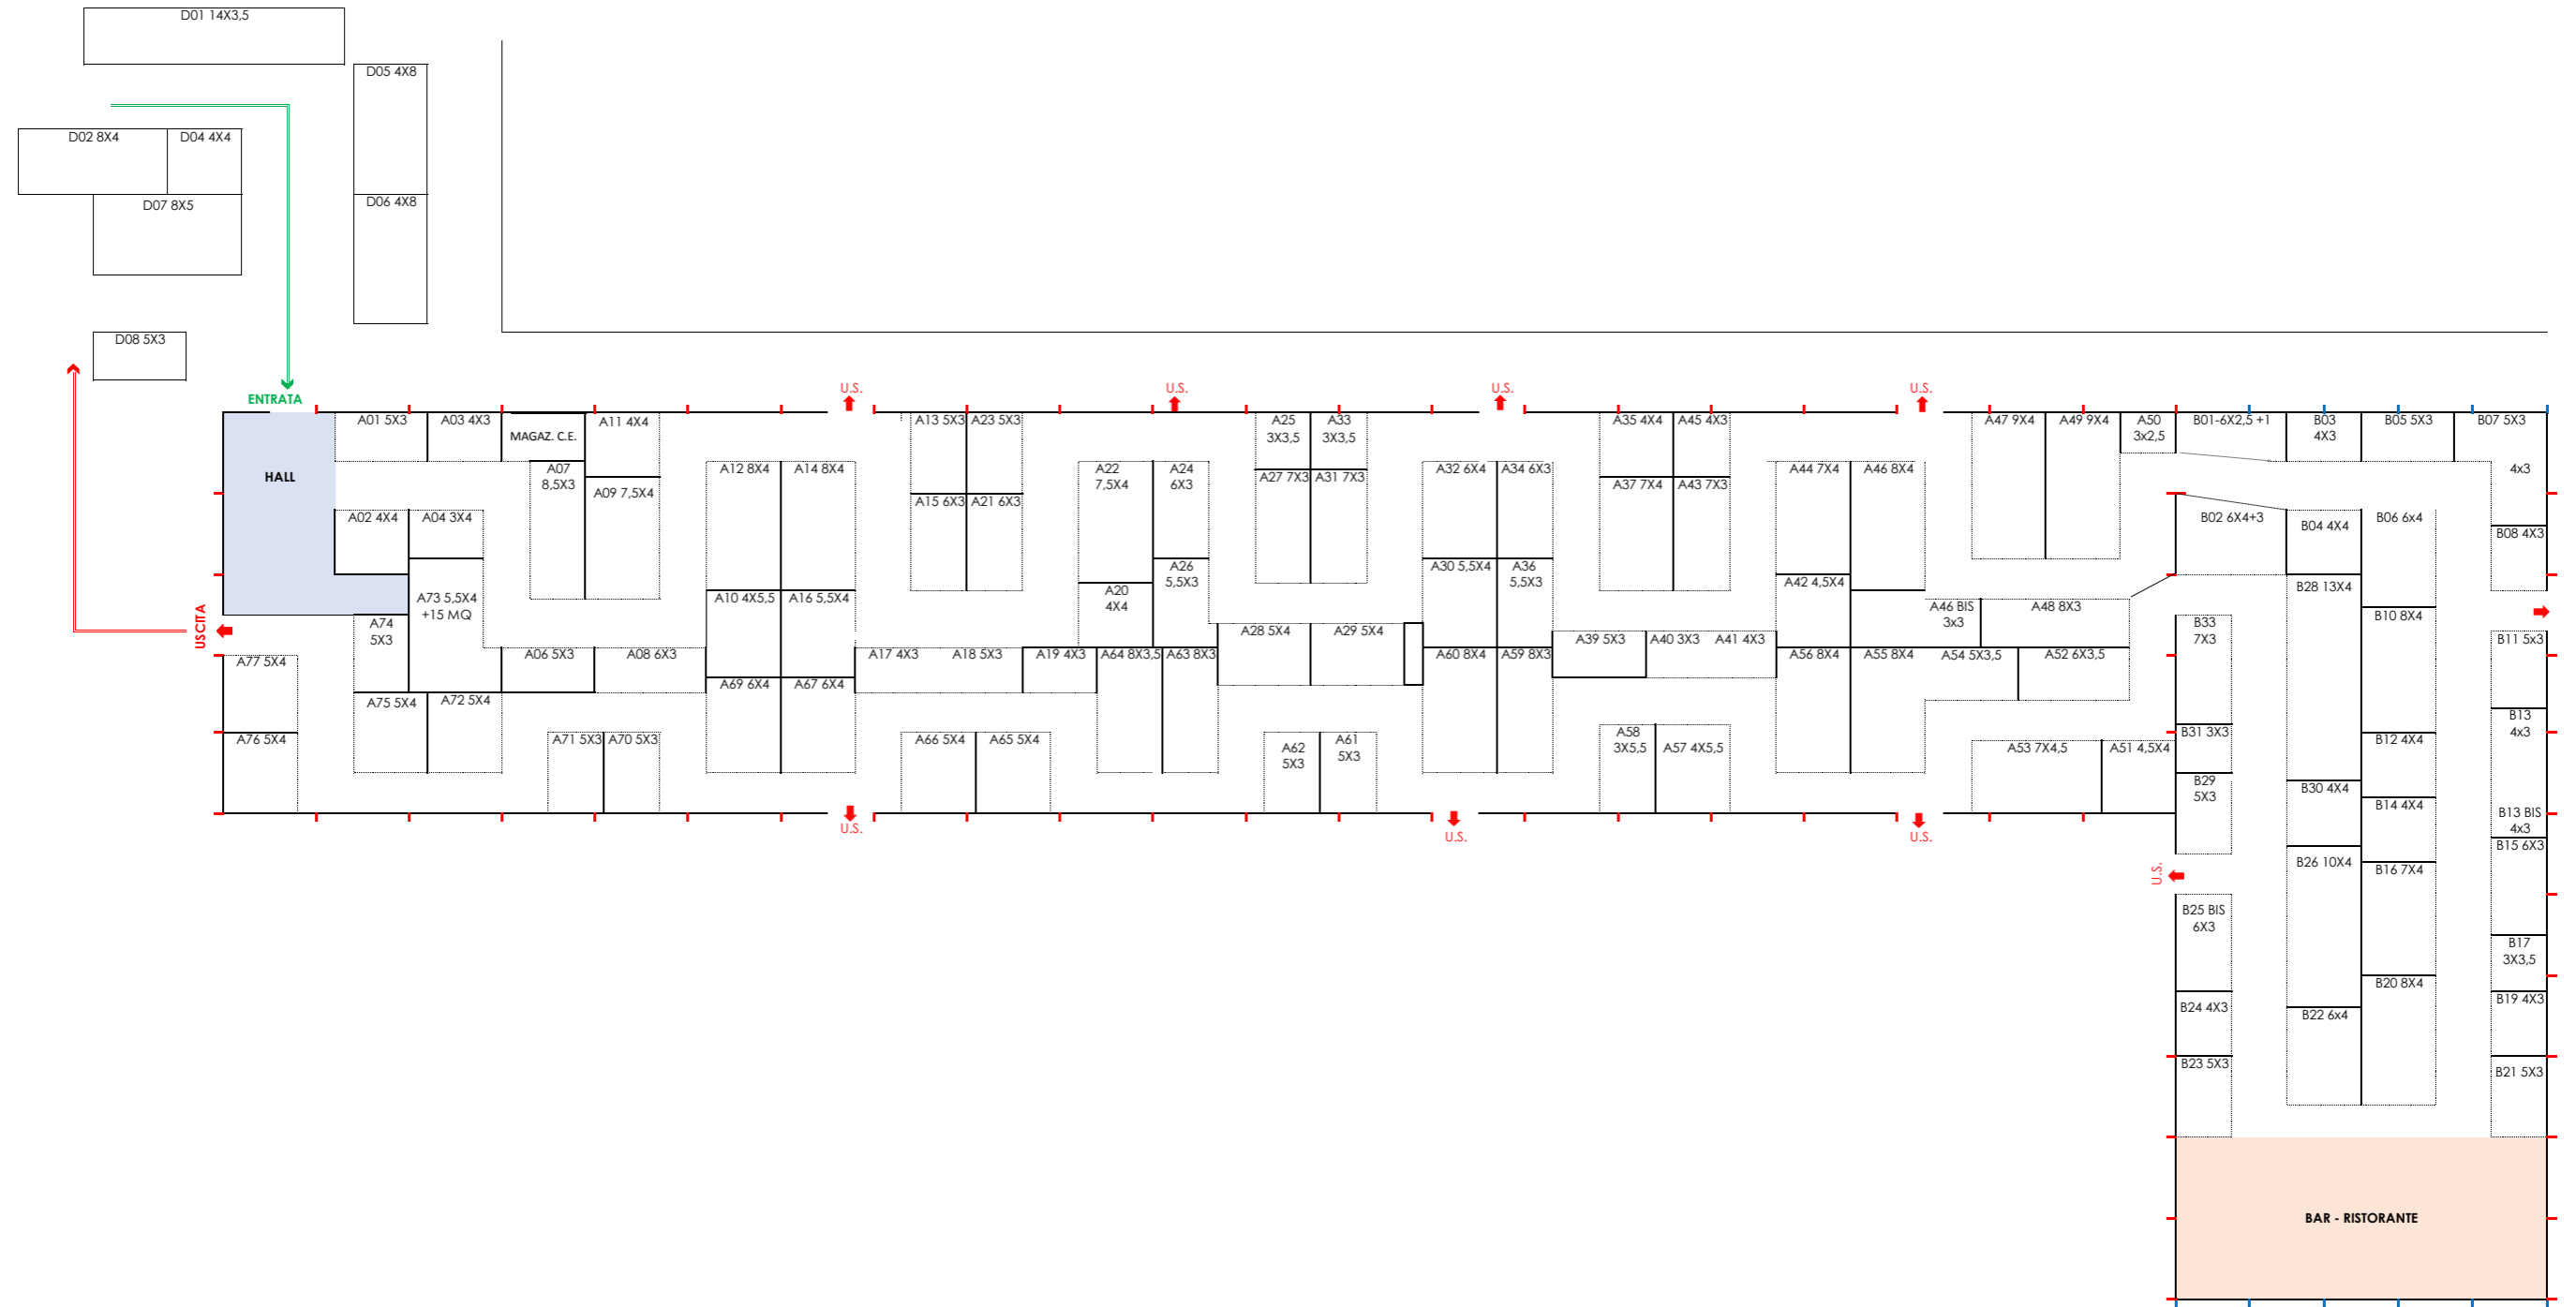 D01 14X3,5
D05 4X8
D02 8X4
D04 4X4
D07 8X5
D06 4X8
D08 5X3
ENTRATA
U.S.
U.S.
U.S.
U.S.
HALL
A01 5X3
A03 4X3
MAGAZ. C.E.
A11 4X4
A07
8,5X3
A09 7,5X4
A12 8X4
A14 8X4
A13 5X3
A23 5X3
A15 6X3
A21 6X3
A22
7,5X4
A24
6X3
A25
3X3,5
A33
3X3,5
A27 7X3
A31 7X3
A32 6X4
A34 6X3
A35 4X4
A45 4X3
A37 7X4
A43 7X3
A44 7X4
A46 8X4
A47 9X4
A49 9X4
A50
3x2,5
B01-6X2,5 +1
B03
4X3
B05 5X3
B07 5X3
4x3
A02 4X4
A04 3X4
B02 6X4+3
B04 4X4
B06 6x4
B08 4X3
A73 5,5X4
+15 MQ
A10 4X5,5
A16 5,5X4
A20
4X4
A26
5,5X3
A30 5,5X4
A36
5,5X3
A42 4,5X4
A46 BIS
3x3
A48 8X3
B28 13X4
B10 8X4
USCITA
A74
5X3
A28 5X4
A29 5X4
A39 5X3
A40 3X3
A41 4X3
B33
7X3
B11 5x3
A77 5X4
A06 5X3
A08 6X3
A17 4X3
A18 5X3
A19 4X3
A64 8X3,5
A63 8X3
A60 8X4
A59 8X3
A56 8X4
A55 8X4
A54 5X3,5
A52 6X3,5
A75 5X4
A72 5X4
A69 6X4
A67 6X4
B13
4x3
A76 5X4
A71 5X3
A70 5X3
A66 5X4
A65 5X4
A62
5X3
A61
5X3
A58
3X5,5
A57 4X5,5
A53 7X4,5
A51 4,5X4
B31 3X3
B12 4X4
B29
5X3
B30 4X4
B14 4X4
B13 BIS
4x3
U.S.
U.S.
U.S.
B15 6X3
U.S.
B26 10X4
B16 7X4
B25 BIS
6X3
B17
3X3,5
B20 8X4
B24 4X3
B22 6x4
B19 4X3
B23 5X3
B21 5X3
BAR - RISTORANTE